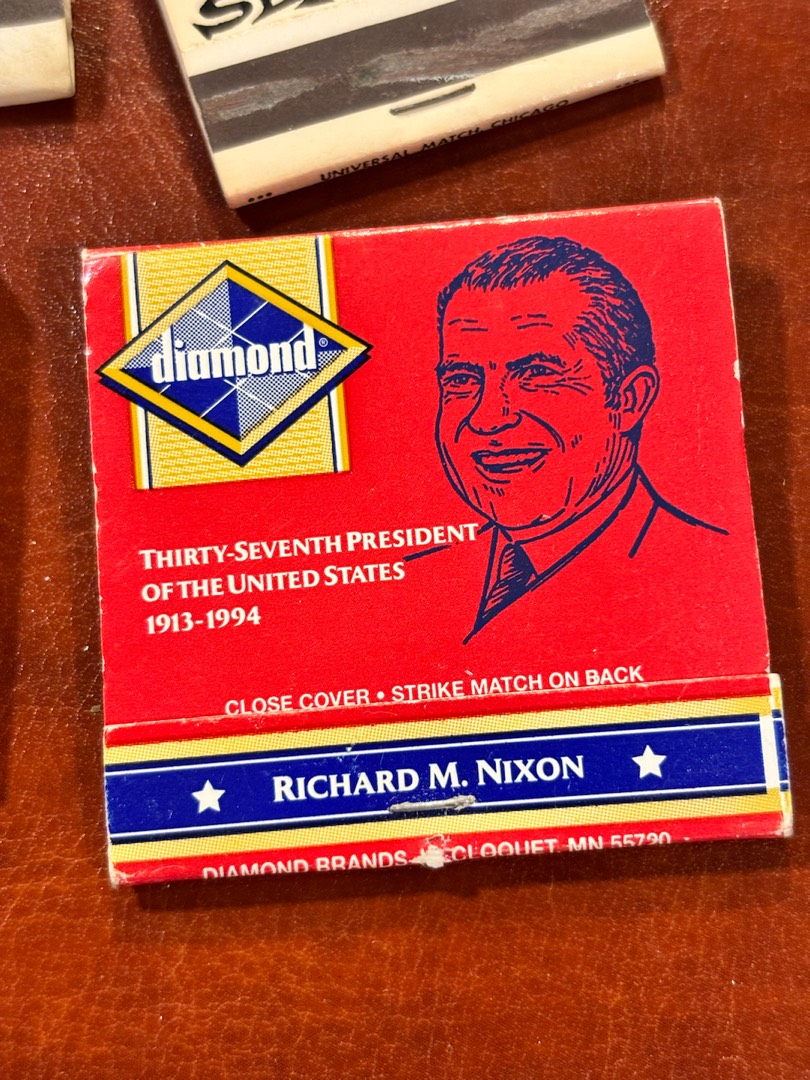 UNIVERSAL MATCH, CHICAGO
diamond®
THIRTY-SEVENTH PRESIDENT
OF THE UNITED STATES
1913-1994
CLOSE COVER • STRIKE MATCH ON BACK
RICHARD M. NIXON
DIAMOND BRANDS CLOQUET, MN 55720